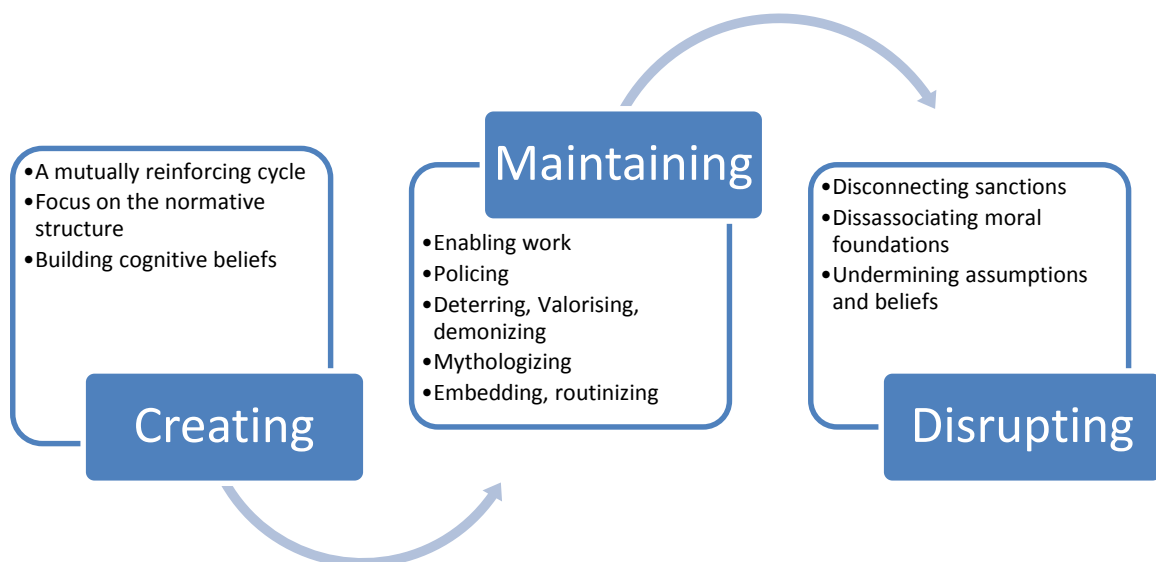 •A mutually reinforcing cycle
•Focus on the normative
structure
•Building cognitive beliefs
Creating
Maintaining
•Enabling work
•Policing
•Deterring, Valorising,
demonizing
•Mythologizing
•Embedding, routinizing
•Disconnecting sanctions
•Dissassociating moral
foundations
•Undermining assumptions
and beliefs
Disrupting